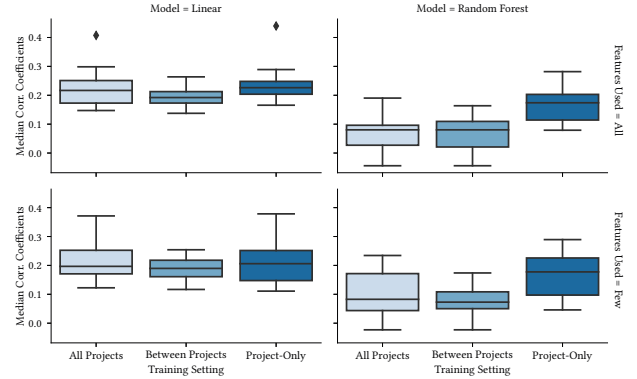 Model = Linear
Model = Random Forest
Median Corr. Coefficients
0.4
0.3
0.2
0.1
0.0
Features Used = All
Median Corr. Coefficients
0.4
0.3
0.2
0.1
0.0
Features Used = Few
All Projects
Between Projects
Project-Only
Training Setting
All Projects
Between Projects
Project-Only
Training Setting